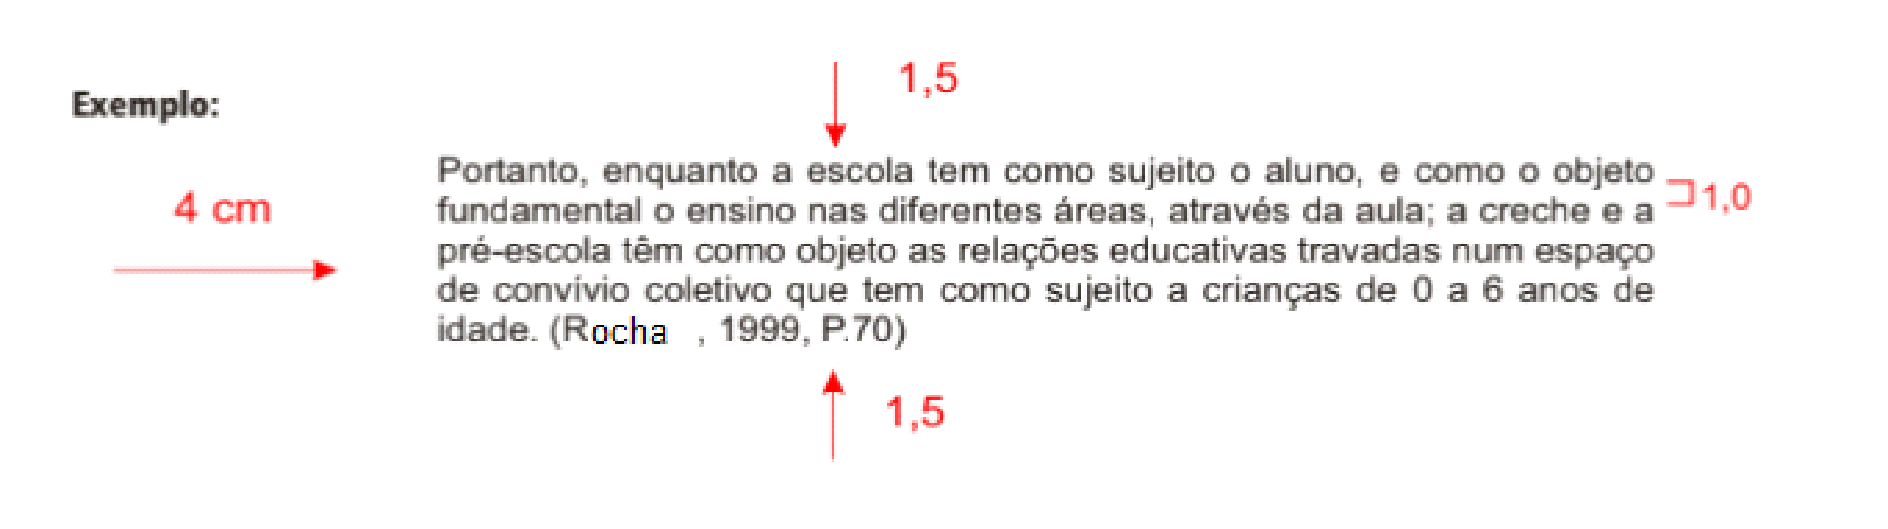 1,5
Exemplo:
Portanto, enquanto a escola tem como sujeito o aluno, e como o objeto
4 cm
1,0
fundamental o ensino nas diferentes áreas, através da aula; a creche e a
pré-escola têm como objeto as relações educativas travadas num espaço
de convívio coletivo que tem como sujeito a crianças de 0 a 6 anos de
idade. (Rocha , 1999, P.70)
1,5